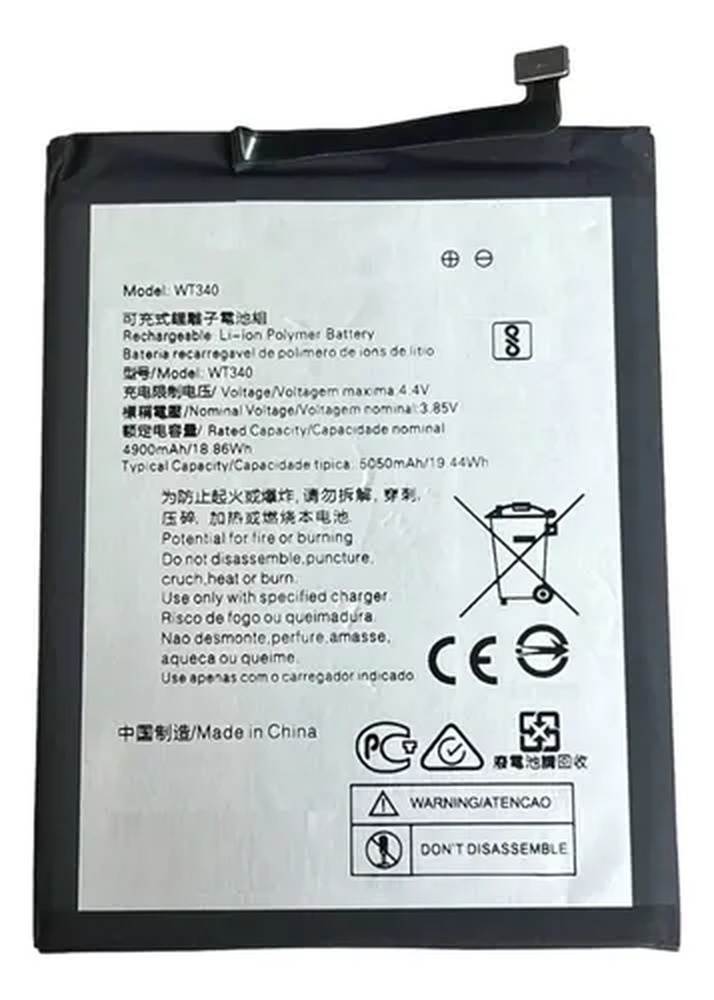 ⊕ ⊖
Model: WT340
可充式鋰離子電池組
Rechargeable Li-ion Polymer Battery
Bateria recarregavel de polimero de ions de litio
型号/Model: WT340
充电限制电压/ Voltage/Voltagem maxima 4.4V
標稱電壓/Nominal Voltage/Voltagem nominal:3.85V
额定电容量/ Rated Capacity/Capacidade nominal
4900mAh/18.86Wh
Typical Capacity/Capacidade tipica: 5050mAh/19.44Wh
为防止起火或爆炸, 请勿拆解, 穿刺,
压碎, 加热或燃烧本电池.
Potential for fire or burning
Do not disassemble,puncture,
cruch,heat or burn.
Use only with specified charger.
Risco de fogo ou queimadura.
Nao desmonte,perfure,amasse,
aqueca ou queime.
Use apenas com o carregador indicado.
CE
中国制造/Made in China
PCT
廢電池請回收
WARNING/ATENCAO
DON'T DISASSEMBLE